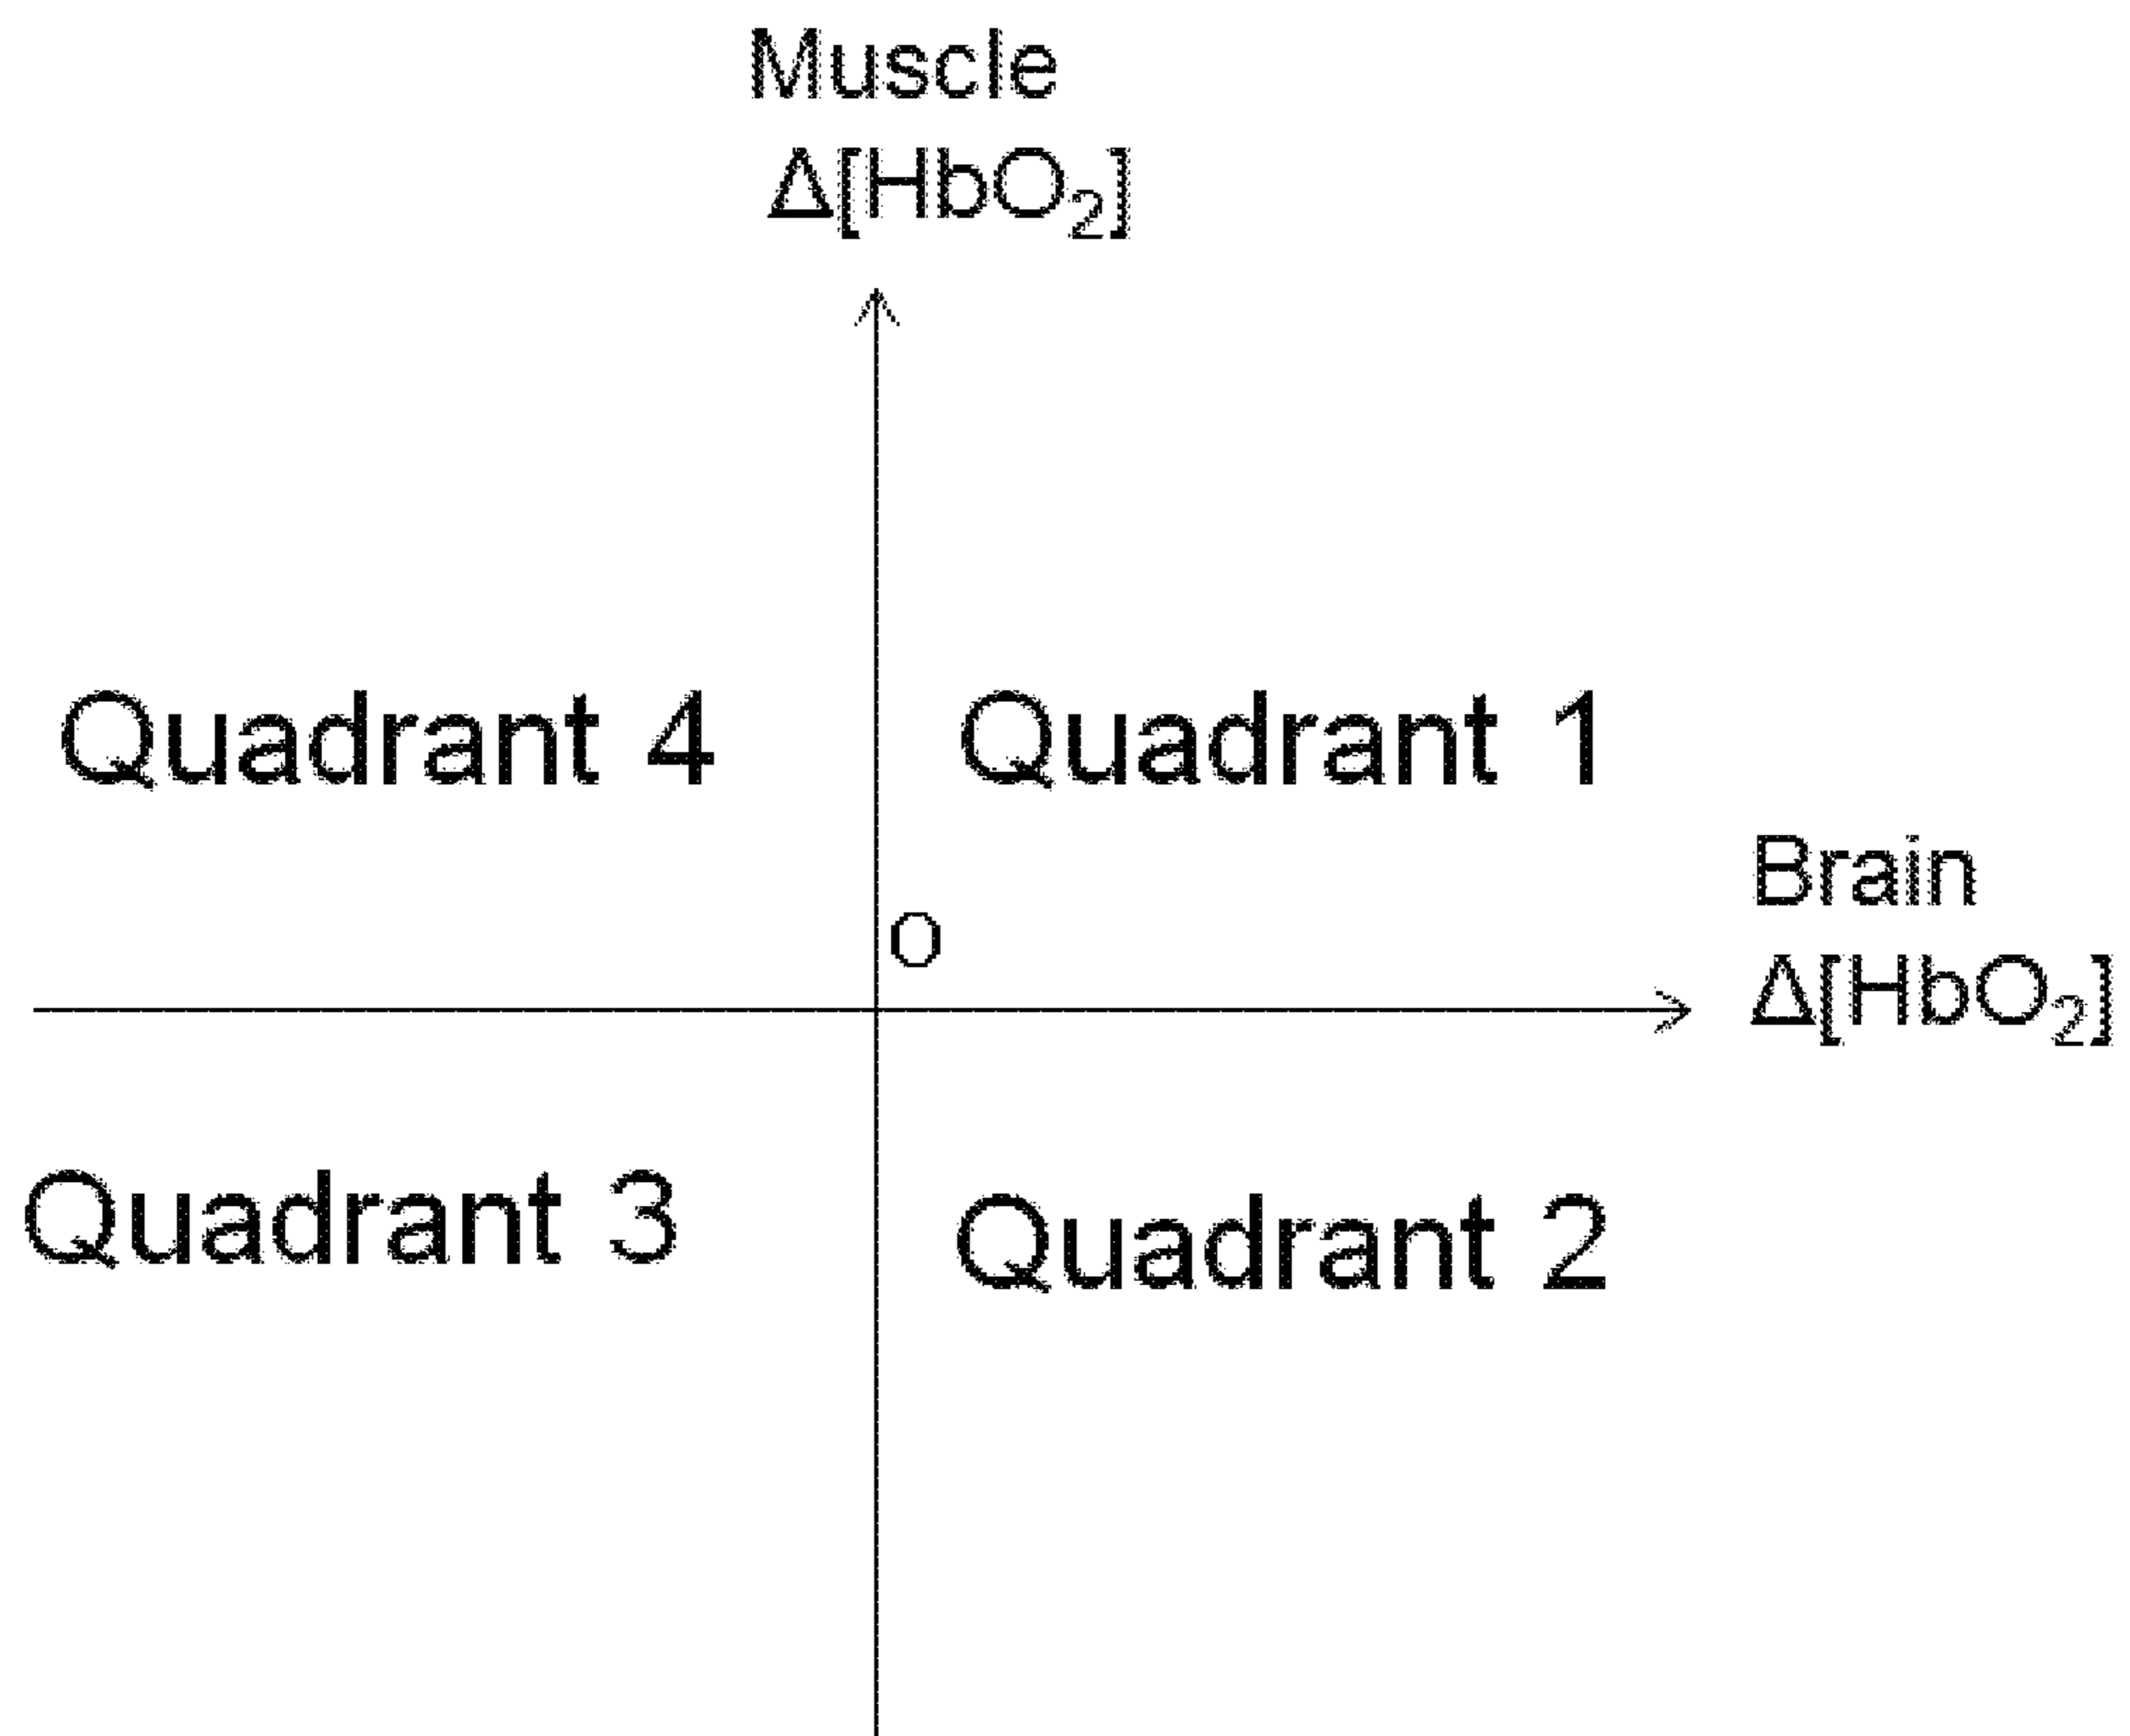 Muscle
Δ[HbO₂]
Quadrant 4
Quadrant 1
Brain
O
Δ[HbO₂]
Quadrant 3
Quadrant 2